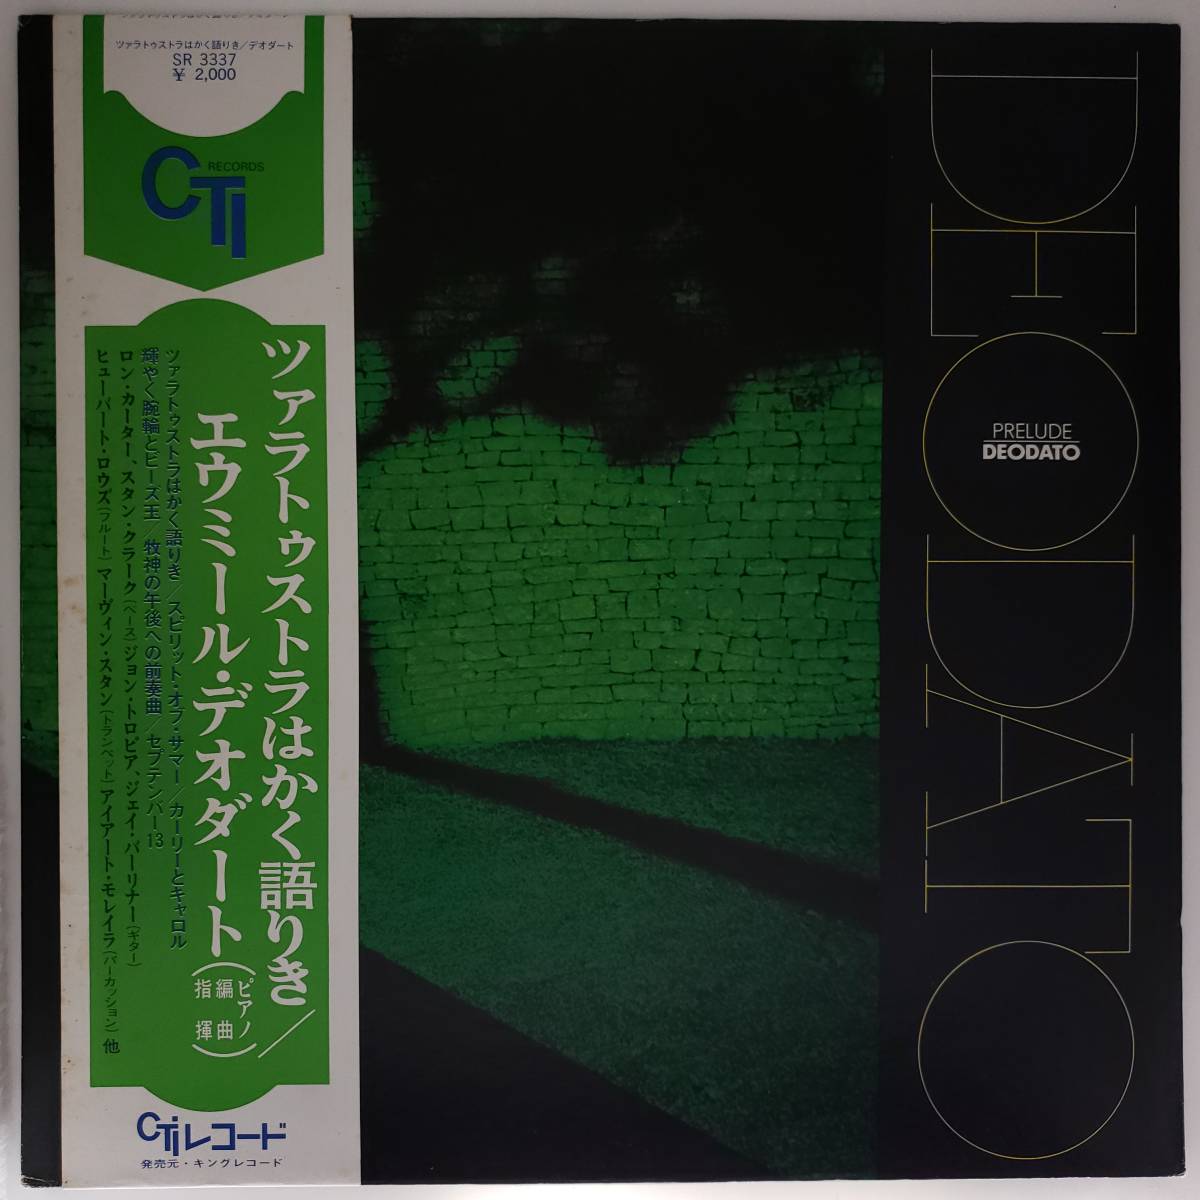 ツァラトゥストラはかく語りき／デオダート
SR 3337
¥ 2,000
CTI RECORDS
ツァラトゥストラはかく語りき／
エウミール・デオダート(ピアノ 編曲 指揮)
ツァラトゥストラはかく語りき／スピリット・オブ・サマー／カーリーとキャロル
輝やく腕輪とビーズ玉／牧神の午後への前奏曲／セプテンバー13
ロン・カーター、スタン・クラーク(ベース)ジョン・トロピア、ジェイ・バーリナー(ギター)
ヒューバート・ロウズ(フルート)マーヴィン・スタン(トランペット)アイアート・モレイラ(パーカッション)他
CTiレコード
発売元・キングレコード
DEODATO
PRELUDE
DEODATO